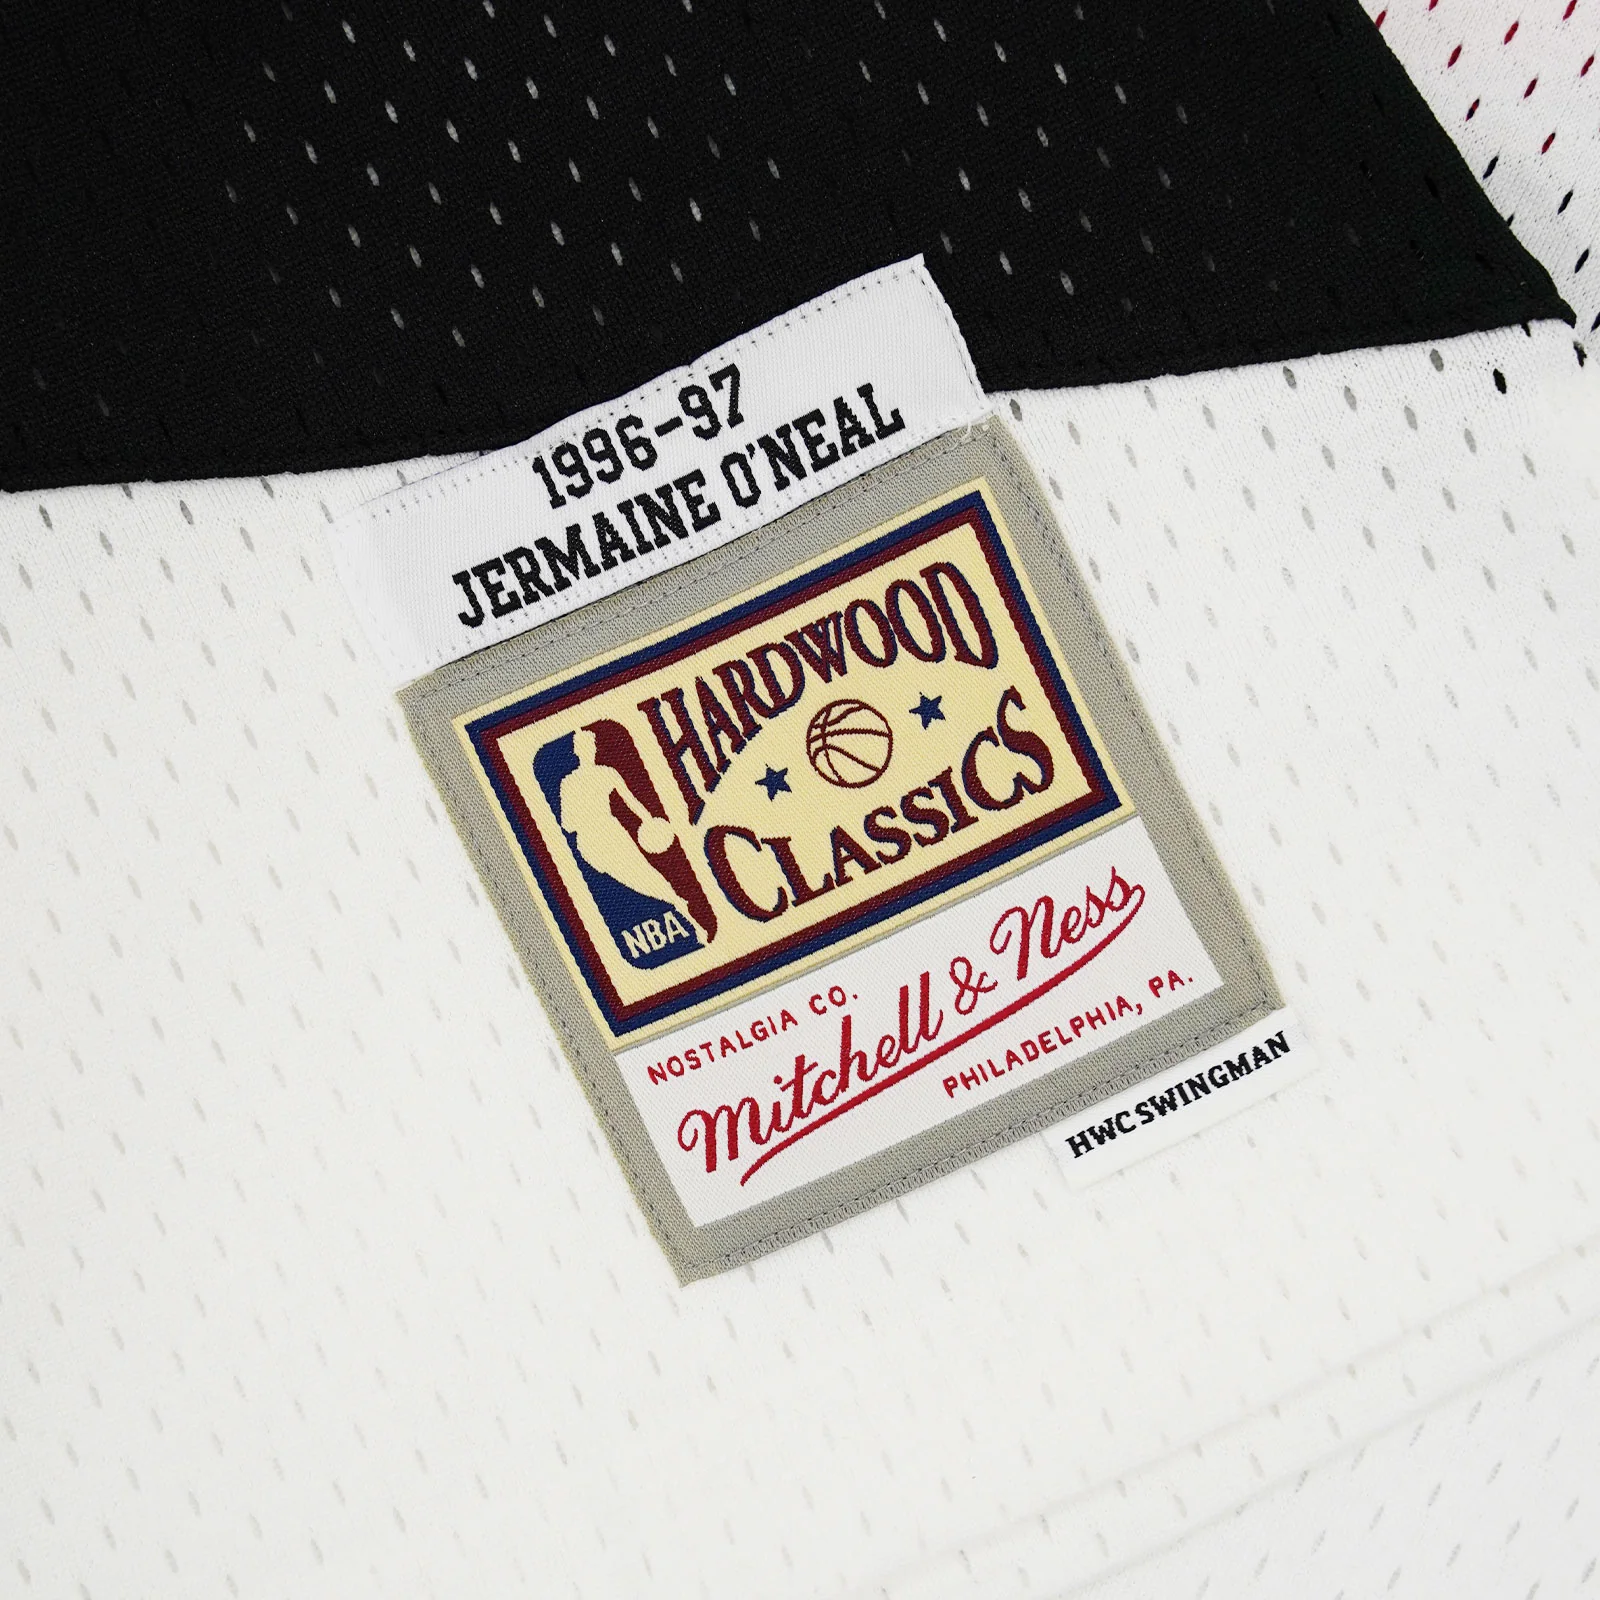 1996-97
JERMAINE O'NEAL
HARDWOOD
CLASSICS
NBA
NOSTALGIA CO.
Mitchell & Ness
PHILADELPHIA, PA.
HWC SWINGMAN